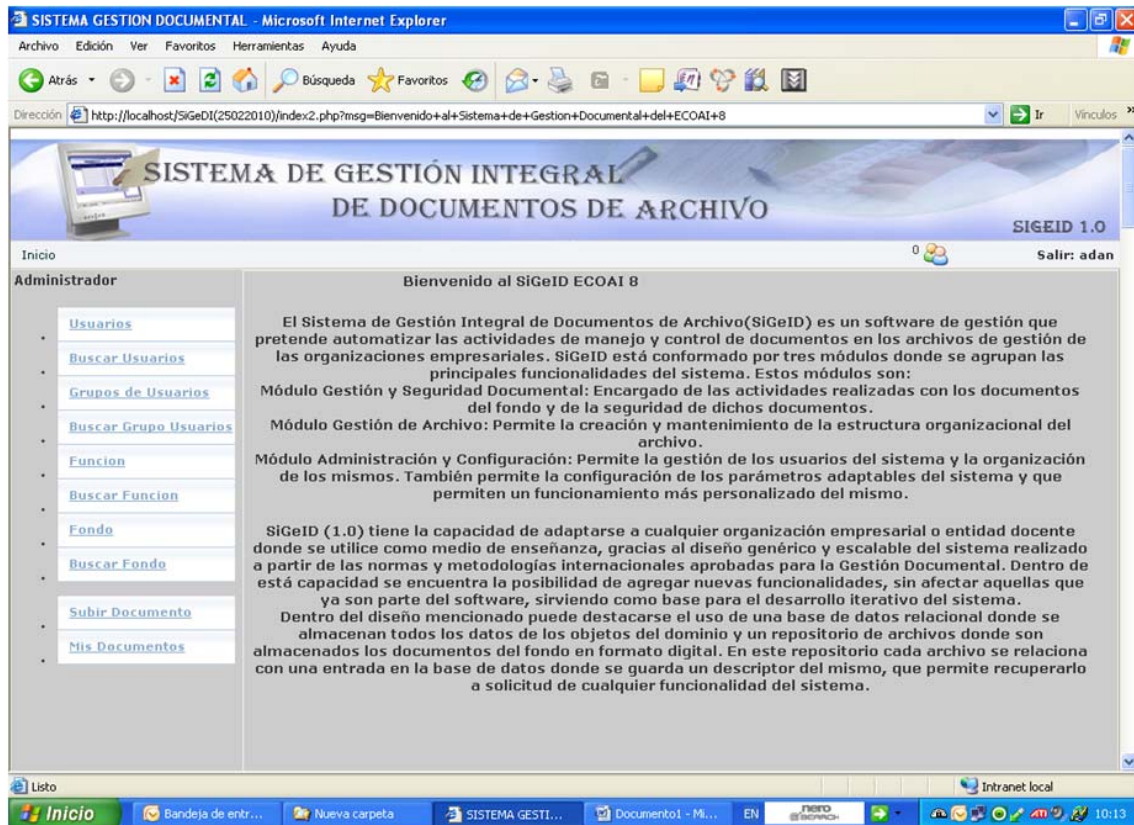 SISTEMA GESTION DOCUMENTAL - Microsoft Internet Explorer
Archivo Edición Ver Favoritos Herramientas Ayuda
Atrás Búsqueda Favoritos
Dirección http://localhost/SiGeDI(25022010)/index2.php?msg=Bienvenido+al+Sistema+de+Gestion+Documental+del+ECOAI+8 Ir Vínculos »
SISTEMA DE GESTIÓN INTEGRAL
DE DOCUMENTOS DE ARCHIVO
SIGEID 1.0
Inicio 0 Salir: adan
Administrador
Usuarios
Buscar Usuarios
Grupos de Usuarios
Buscar Grupo Usuarios
Funcion
Buscar Funcion
Fondo
Buscar Fondo
Subir Documento
Mis Documentos
Bienvenido al SiGeID ECOAI 8
El Sistema de Gestión Integral de Documentos de Archivo(SiGeID) es un software de gestión que
pretende automatizar las actividades de manejo y control de documentos en los archivos de gestión de
las organizaciones empresariales. SiGeID está conformado por tres módulos donde se agrupan las
principales funcionalidades del sistema. Estos módulos son:
Módulo Gestión y Seguridad Documental: Encargado de las actividades realizadas con los documentos
del fondo y de la seguridad de dichos documentos.
Módulo Gestión de Archivo: Permite la creación y mantenimiento de la estructura organizacional del
archivo.
Módulo Administración y Configuración: Permite la gestión de los usuarios del sistema y la organización
de los mismos. También permite la configuración de los parámetros adaptables del sistema y que
permiten un funcionamiento más personalizado del mismo.
SiGeID (1.0) tiene la capacidad de adaptarse a cualquier organización empresarial o entidad docente
donde se utilice como medio de enseñanza, gracias al diseño genérico y escalable del sistema realizado
a partir de las normas y metodologías internacionales aprobadas para la Gestión Documental. Dentro de
está capacidad se encuentra la posibilidad de agregar nuevas funcionalidades, sin afectar aquellas que
ya son parte del software, sirviendo como base para el desarrollo iterativo del sistema.
Dentro del diseño mencionado puede destacarse el uso de una base de datos relacional donde se
almacenan todos los datos de los objetos del dominio y un repositorio de archivos donde son
almacenados los documentos del fondo en formato digital. En este repositorio cada archivo se relaciona
con una entrada en la base de datos donde se guarda un descriptor del mismo, que permite recuperarlo
a solicitud de cualquier funcionalidad del sistema.
Listo Intranet local
Inicio Bandeja de entr... Nueva carpeta SISTEMA GESTI... Documento1 - Mi... EN nero SEARCH 10:13